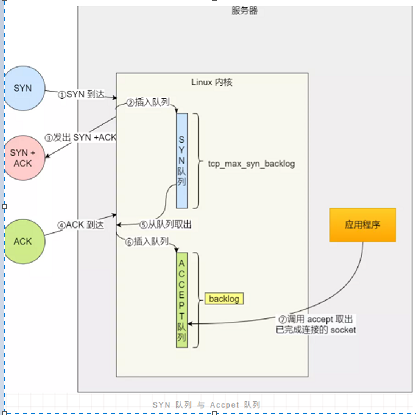 服务器
Linux 内核
SYN
①SYN 到达
②插入队列
③发出 SYN +ACK
SYN +
ACK
SYN
队列
tcp_max_syn_backlog
ACK
④ACK 到达
⑤从队列取出
⑥插入队列
ACCEPT
队列
backlog
应用程序
⑦调用 accept 取出
已完成连接的 socket
SYN 队列 与 Accpet 队列